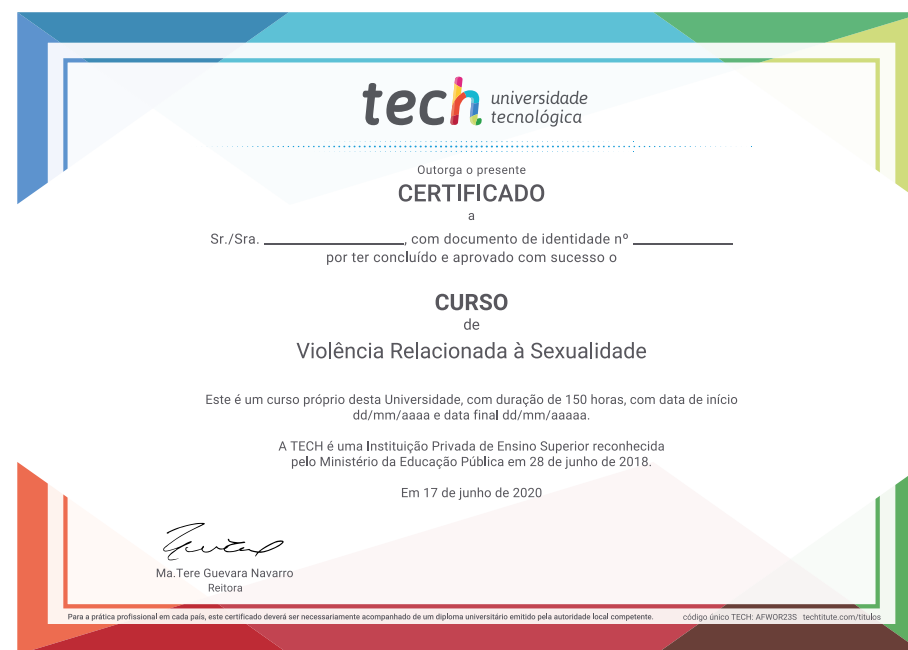 tech universidade
tecnológica
Outorga o presente
CERTIFICADO
a
Sr./Sra. ____________________, com documento de identidade nº ______________
por ter concluído e aprovado com sucesso o
CURSO
de
Violência Relacionada à Sexualidade
Este é um curso próprio desta Universidade, com duração de 150 horas, com data de início
dd/mm/aaaa e data final dd/mm/aaaaa.
A TECH é uma Instituição Privada de Ensino Superior reconhecida
pelo Ministério da Educação Pública em 28 de junho de 2018.
Em 17 de junho de 2020
Ma.Tere Guevara Navarro
Reitora
Para a prática profissional em cada país, este certificado deverá ser necessariamente acompanhado de um diploma universitário emitido pela autoridade local competente. código único TECH: AFWOR23S techtitute.com/titulos